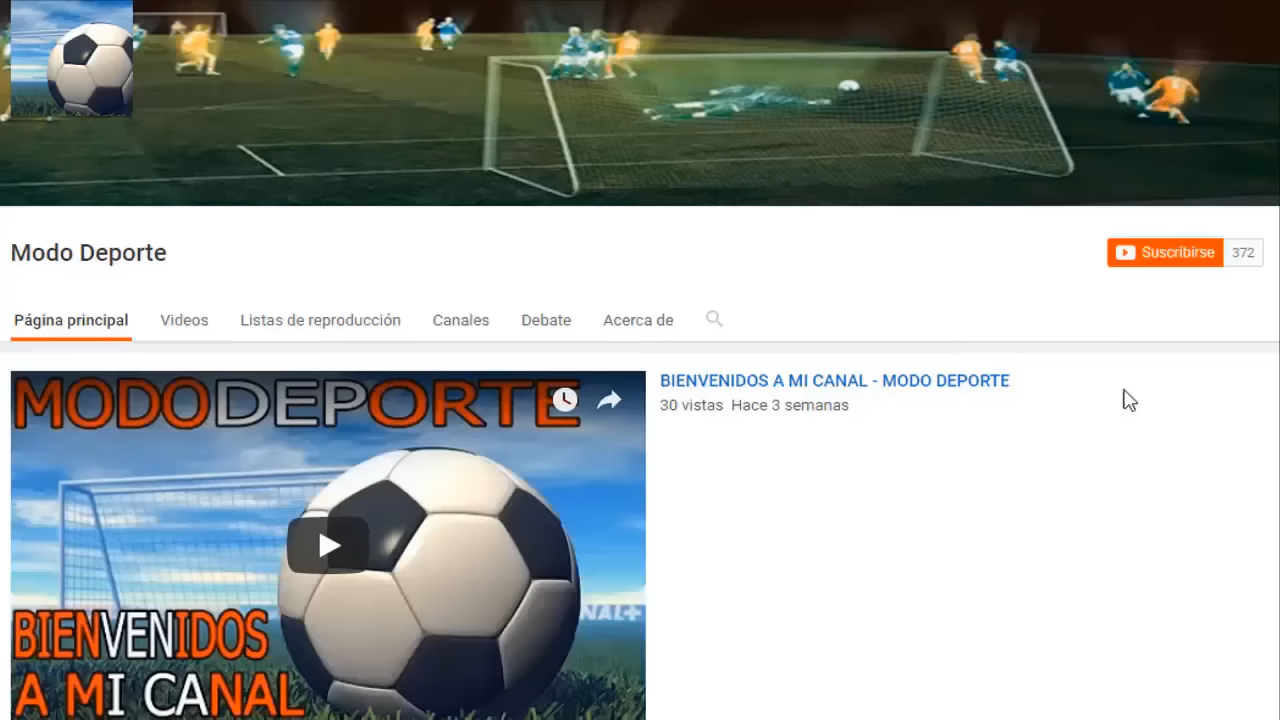 Modo Deporte
Suscribirse 372
Página principal Videos Listas de reproducción Canales Debate Acerca de
MODODEPORTE
BIENVENIDOS A MI CANAL - MODO DEPORTE
30 vistas Hace 3 semanas
NAL+
BIENVENIDOS
A MI CANAL